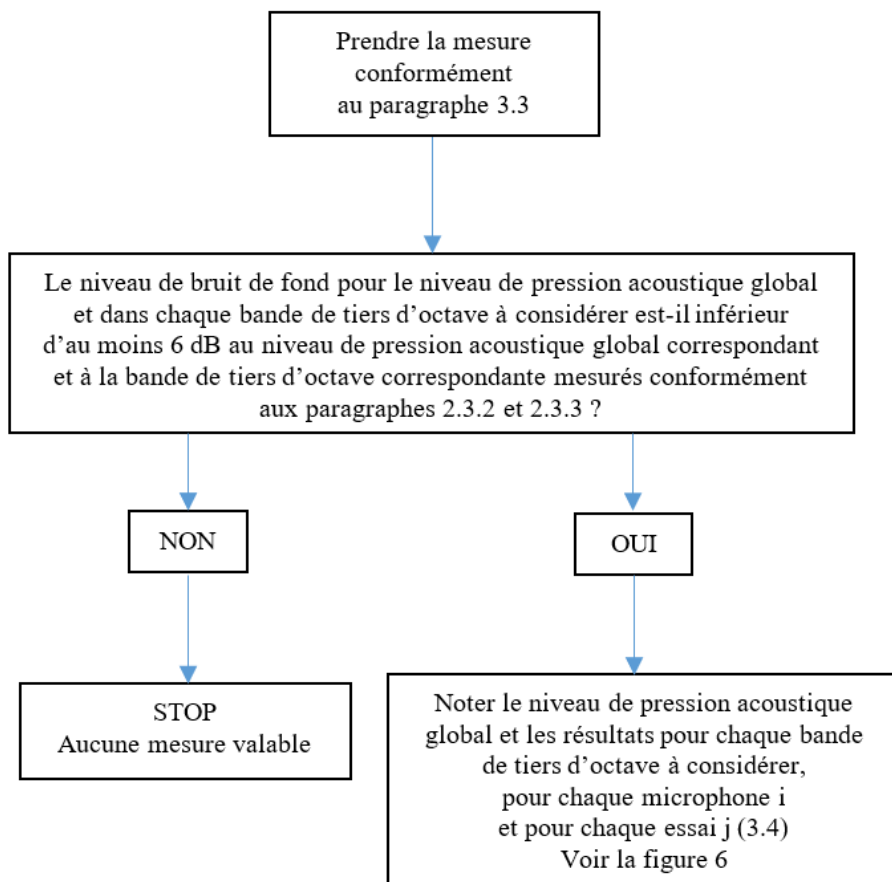 Prendre la mesure
conformément
au paragraphe 3.3
Le niveau de bruit de fond pour le niveau de pression acoustique global
et dans chaque bande de tiers d’octave à considérer est-il inférieur
d’au moins 6 dB au niveau de pression acoustique global correspondant
et à la bande de tiers d’octave correspondante mesurés conformément
aux paragraphes 2.3.2 et 2.3.3 ?
NON
OUI
STOP
Aucune mesure valable
Noter le niveau de pression acoustique
global et les résultats pour chaque bande
de tiers d’octave à considérer,
pour chaque microphone i
et pour chaque essai j (3.4)
Voir la figure 6